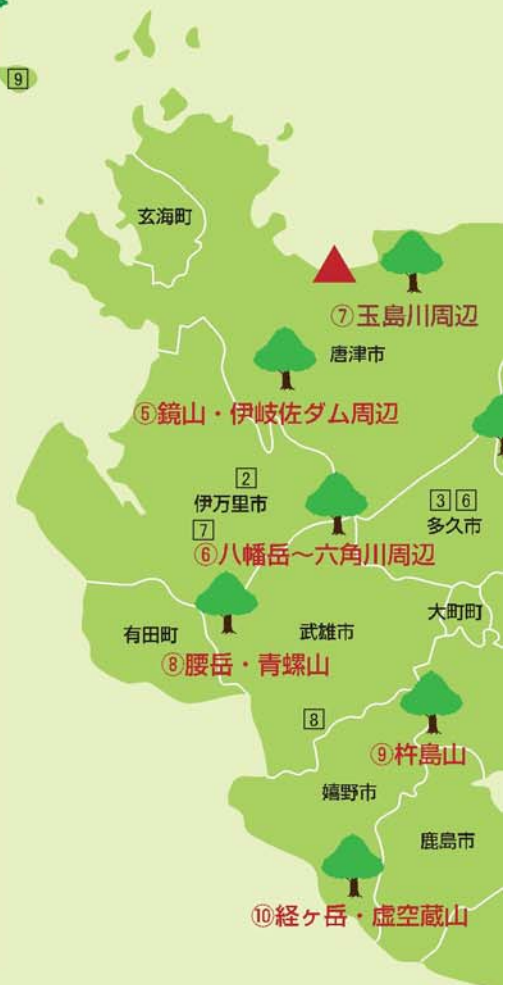 9
玄海町
⑦玉島川周辺
唐津市
⑤鏡山・伊岐佐ダム周辺
2
伊万里市
3 6
多久市
7
⑥八幡岳～六角川周辺
大町町
有田町
武雄市
⑧腰岳・青螺山
8
⑨杵島山
嬉野市
鹿島市
⑩経ヶ岳・虚空蔵山